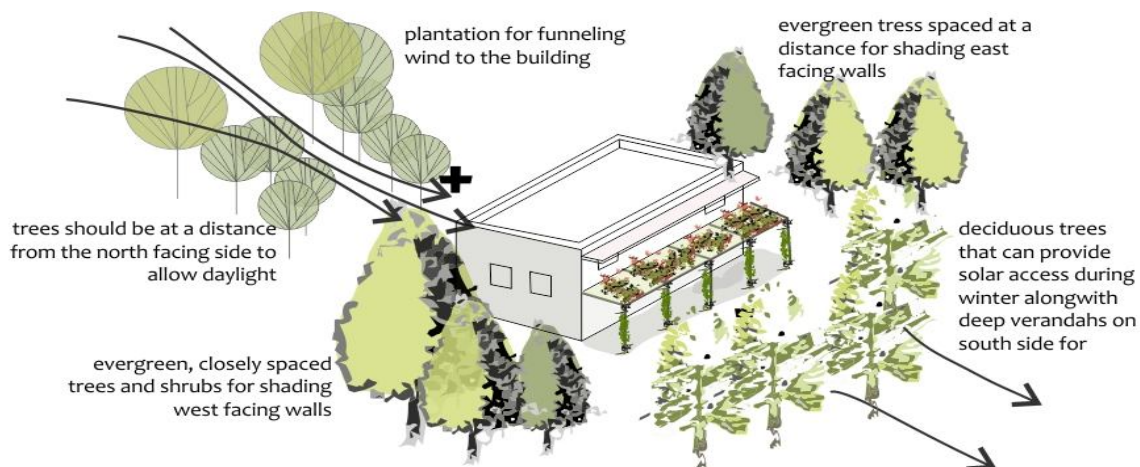 plantation for funneling
wind to the building
evergreen tress spaced at a
distance for shading east
facing walls
trees should be at a distance
from the north facing side to
allow daylight
deciduous trees
that can provide
solar access during
winter alongwith
deep verandahs on
south side for
evergreen, closely spaced
trees and shrubs for shading
west facing walls